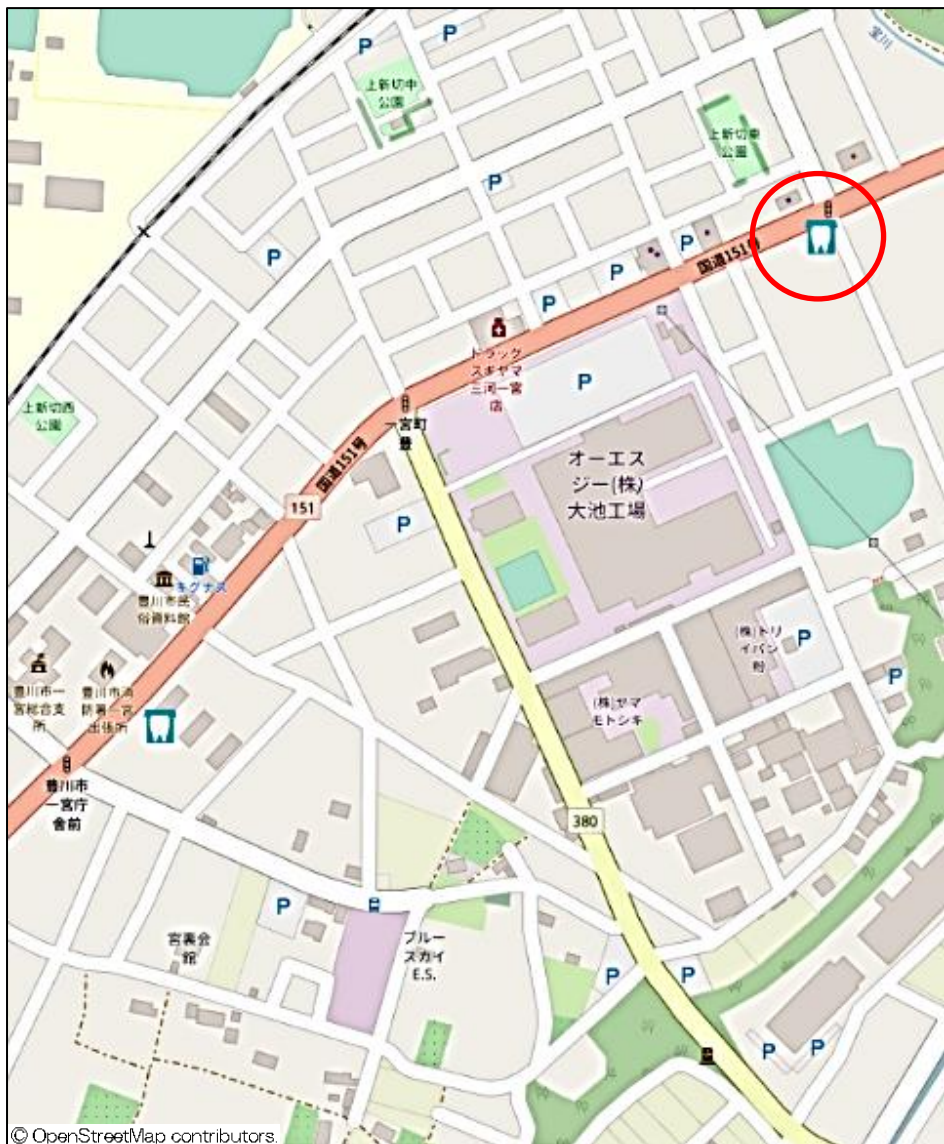 P
P
宝川
上新切中
公園
上新切東
公園
P
P
P
P
国道151号
P
ドラッグ
スギヤマ
三河一宮
店
P
上新切西
公園
一宮町
豊
国道151号
オーエス
ジー(株)
大池工場
151
P
キグナス
豊川市民
俗資料館
(株)トリ
イパン
粉
P
豊川市一
宮総合支
所
豊川市消
防署一宮
出張所
P
(株)ヤマ
モトシキ
豊川市
一宮庁
舎前
380
P
宮裏会
館
ブルー
スカイ
E.S.
P
P
P
P
© OpenStreetMap contributors.